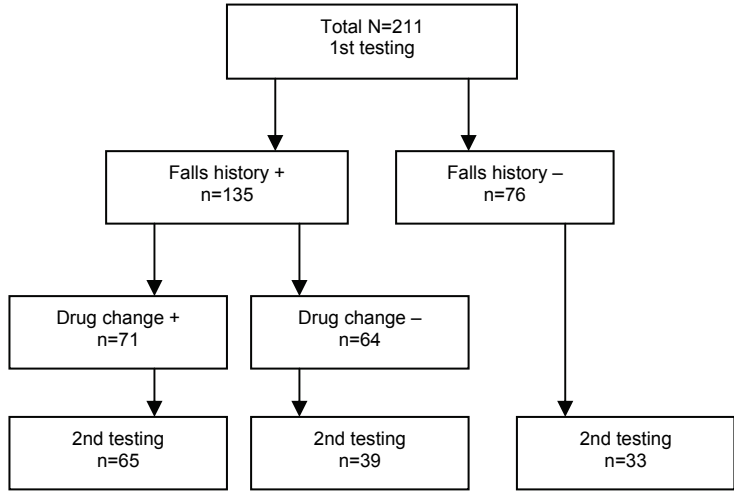 Total N=211
1st testing
Falls history +
n=135
Falls history –
n=76
Drug change +
n=71
Drug change –
n=64
2nd testing
n=65
2nd testing
n=39
2nd testing
n=33